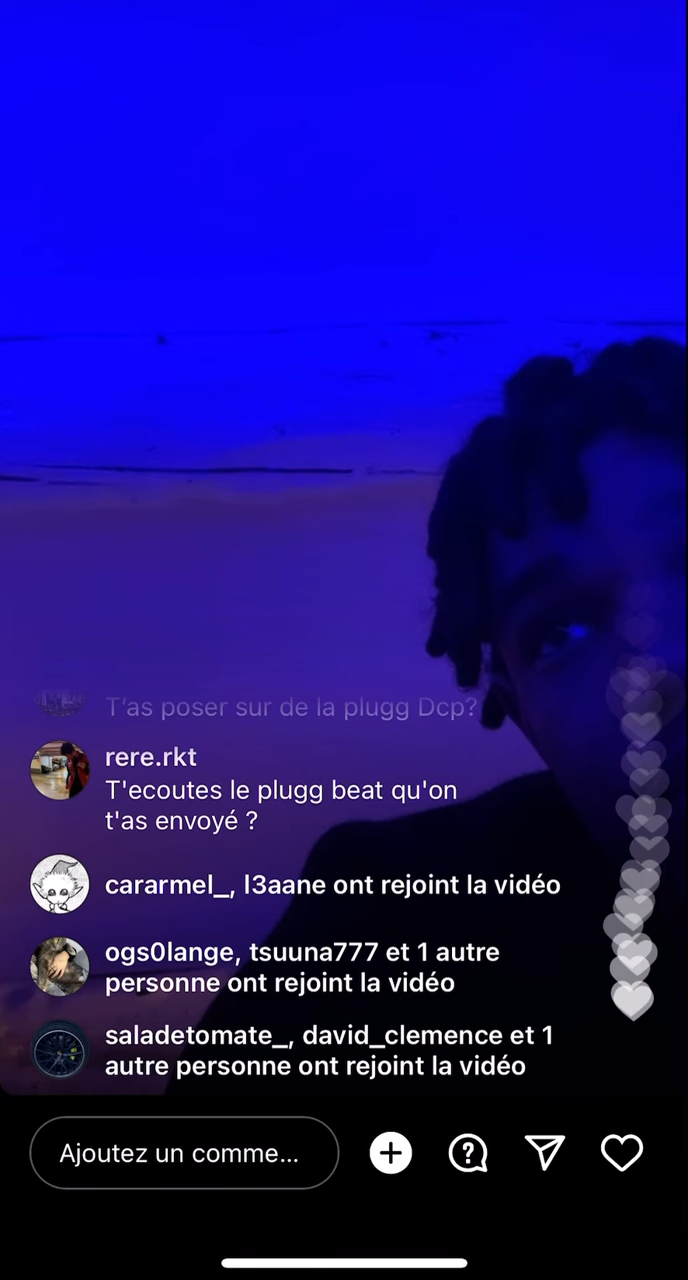 T'as poser sur de la plugg Dcp?
rere.rkt
T'ecoutes le plugg beat qu'on
t'as envoyé ?
cararmel_, l3aane ont rejoint la vidéo
ogs0lange, tsuuna777 et 1 autre
personne ont rejoint la vidéo
saladetomate_, david_clemence et 1
autre personne ont rejoint la vidéo
Ajoutez un comme...